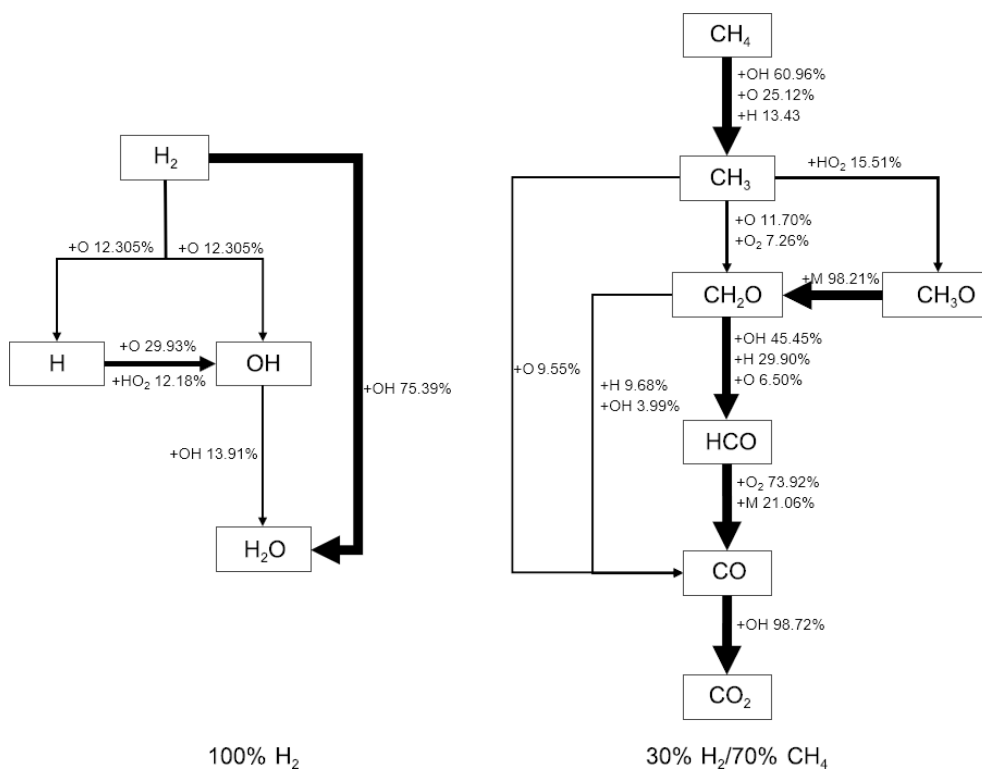 H₂
+O 12.305%
+O 12.305%
H
+O 29.93%
+HO₂ 12.18%
OH
+OH 75.39%
+OH 13.91%
H₂O
100% H₂
CH₄
+OH 60.96%
+O 25.12%
+H 13.43
CH₃
+HO₂ 15.51%
+O 11.70%
+O₂ 7.26%
CH₂O
+M 98.21%
CH₃O
+O 9.55%
+H 9.68%
+OH 3.99%
+OH 45.45%
+H 29.90%
+O 6.50%
HCO
+O₂ 73.92%
+M 21.06%
CO
+OH 98.72%
CO₂
30% H₂/70% CH₄